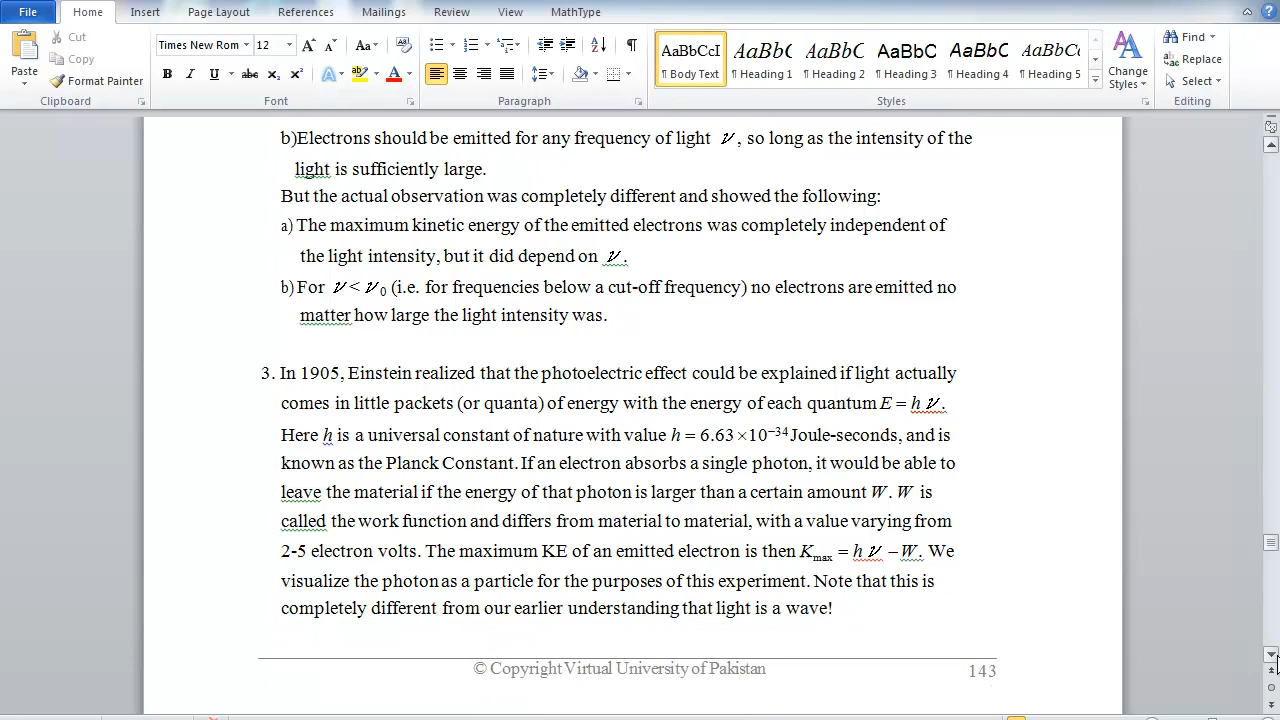 File Home Insert Page Layout References Mailings Review View MathType
Cut Times New Rom 12 Aa Find
Copy AaBbCcI AaBb( AaBbC AaBbC AaBbC AaBbCc Replace
Paste Format Painter B I U abc x₂ x² A A ¶ Body Text ¶ Heading 1 ¶ Heading 2 ¶ Heading 3 ¶ Heading 4 ¶ Heading 5 Change Styles Select
Clipboard Font Paragraph Styles Editing
b)Electrons should be emitted for any frequency of light ν, so long as the intensity of the
light is sufficiently large.
But the actual observation was completely different and showed the following:
a) The maximum kinetic energy of the emitted electrons was completely independent of
the light intensity, but it did depend on ν.
b) For ν < ν₀ (i.e. for frequencies below a cut-off frequency) no electrons are emitted no
matter how large the light intensity was.
3. In 1905, Einstein realized that the photoelectric effect could be explained if light actually
comes in little packets (or quanta) of energy with the energy of each quantum E = hν.
Here h is a universal constant of nature with value h = 6.63 ×10⁻³⁴ Joule-seconds, and is
known as the Planck Constant. If an electron absorbs a single photon, it would be able to
leave the material if the energy of that photon is larger than a certain amount W. W is
called the work function and differs from material to material, with a value varying from
2-5 electron volts. The maximum KE of an emitted electron is then Kmax = hν − W. We
visualize the photon as a particle for the purposes of this experiment. Note that this is
completely different from our earlier understanding that light is a wave!
© Copyright Virtual University of Pakistan 143